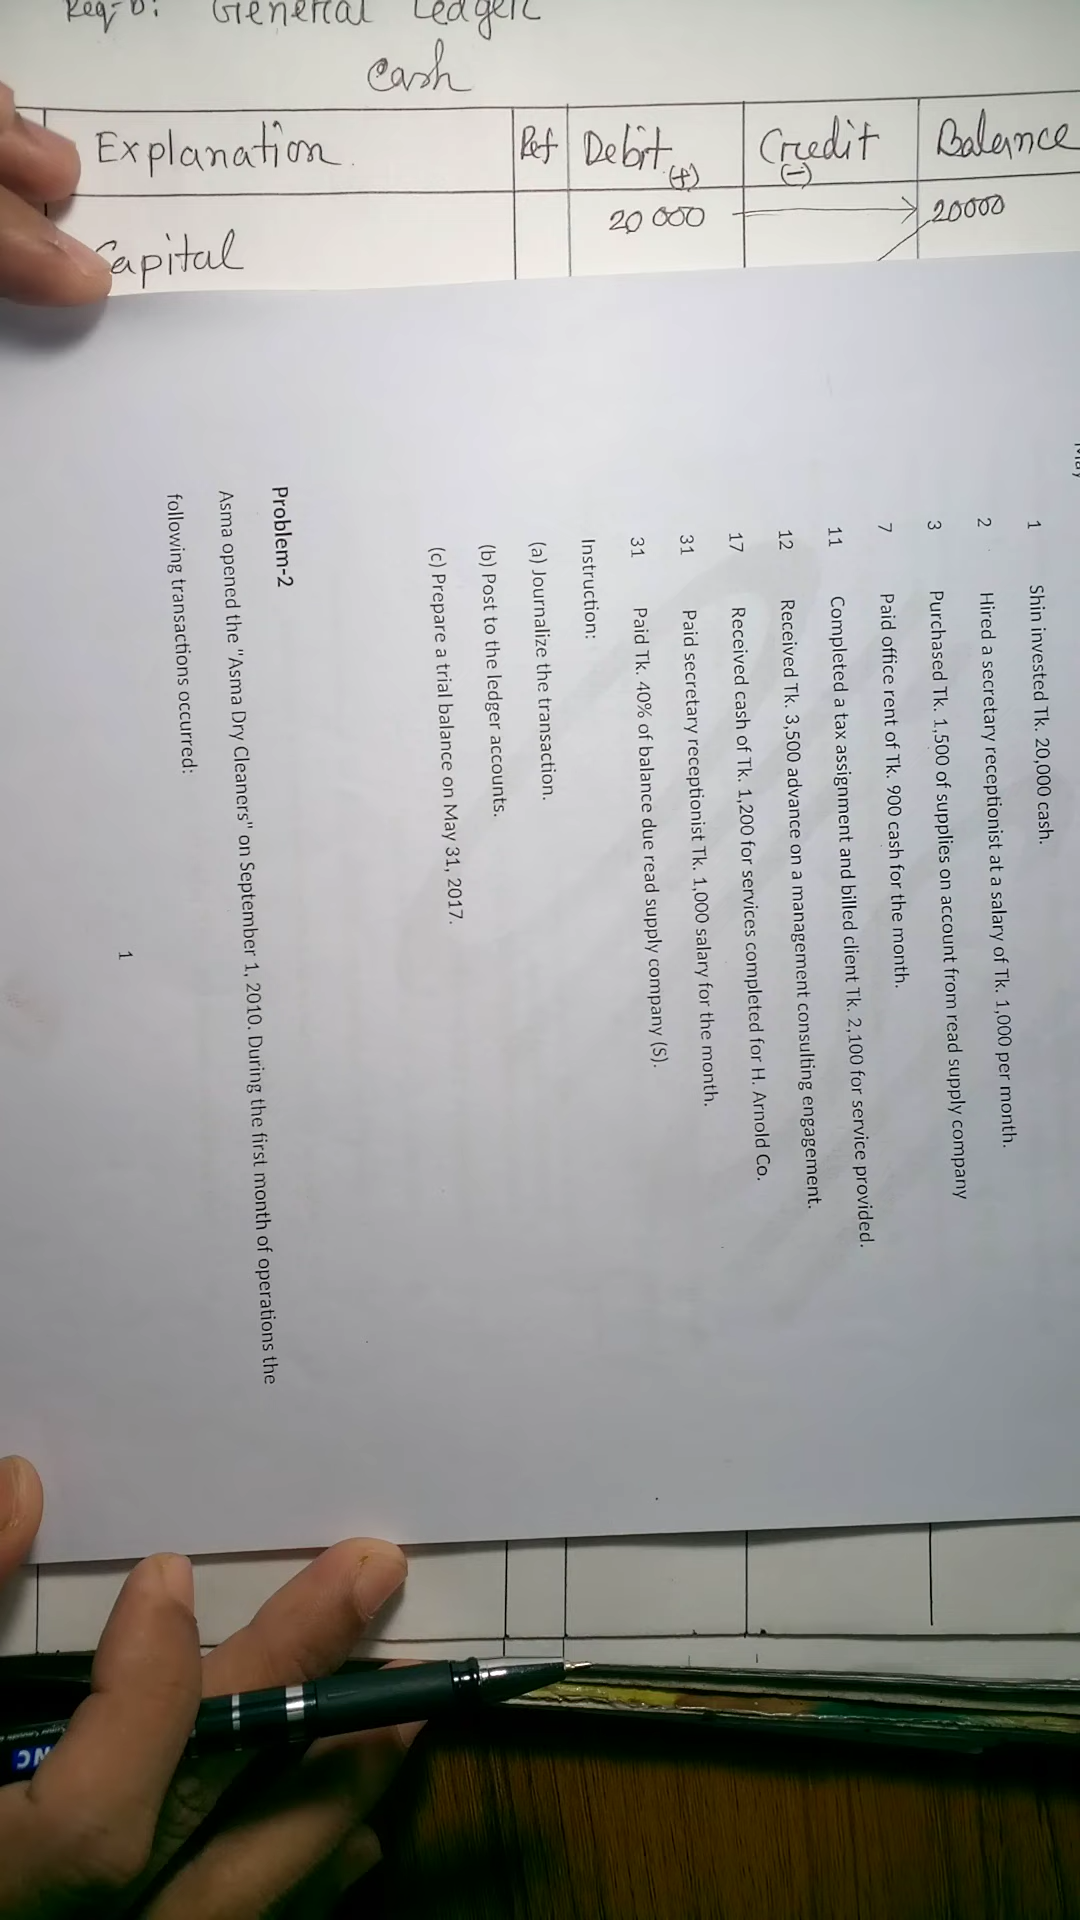 Req-b: General Ledger
Cash
Explanation Ref Debit (+) Credit (-) Balance
20 000 20000
Capital
May
1 Shin invested Tk. 20,000 cash.
2 Hired a secretary receptionist at a salary of Tk. 1,000 per month.
3 Purchased Tk. 1,500 of supplies on account from read supply company
7 Paid office rent of Tk. 900 cash for the month.
11 Completed a tax assignment and billed client Tk. 2,100 for service provided.
12 Received Tk. 3,500 advance on a management consulting engagement.
17 Received cash of Tk. 1,200 for services completed for H. Arnold Co.
31 Paid secretary receptionist Tk. 1,000 salary for the month.
31 Paid Tk. 40% of balance due read supply company (S).
Instruction:
(a) Journalize the transaction.
(b) Post to the ledger accounts.
(c) Prepare a trial balance on May 31, 2017.
Problem-2
Asma opened the "Asma Dry Cleaners" on September 1, 2010. During the first month of operations the
following transactions occurred:
1